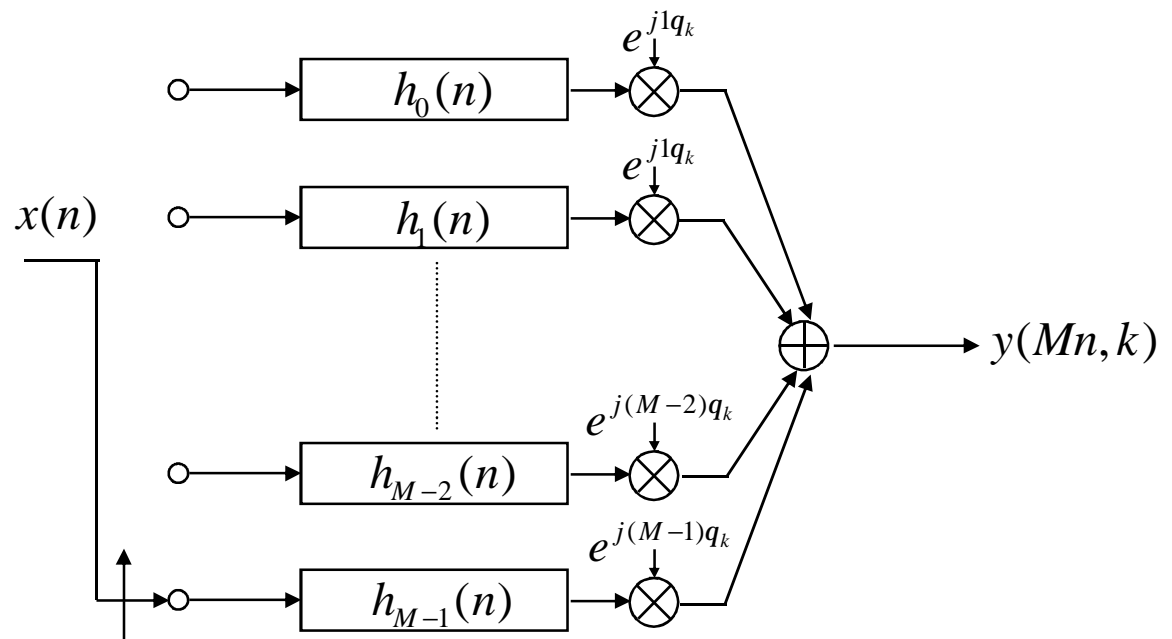 e^{j1q_k}
h_0(n)
e^{j1q_k}
x(n)
h_1(n)
y(Mn, k)
e^{j(M-2)q_k}
h_{M-2}(n)
e^{j(M-1)q_k}
h_{M-1}(n)